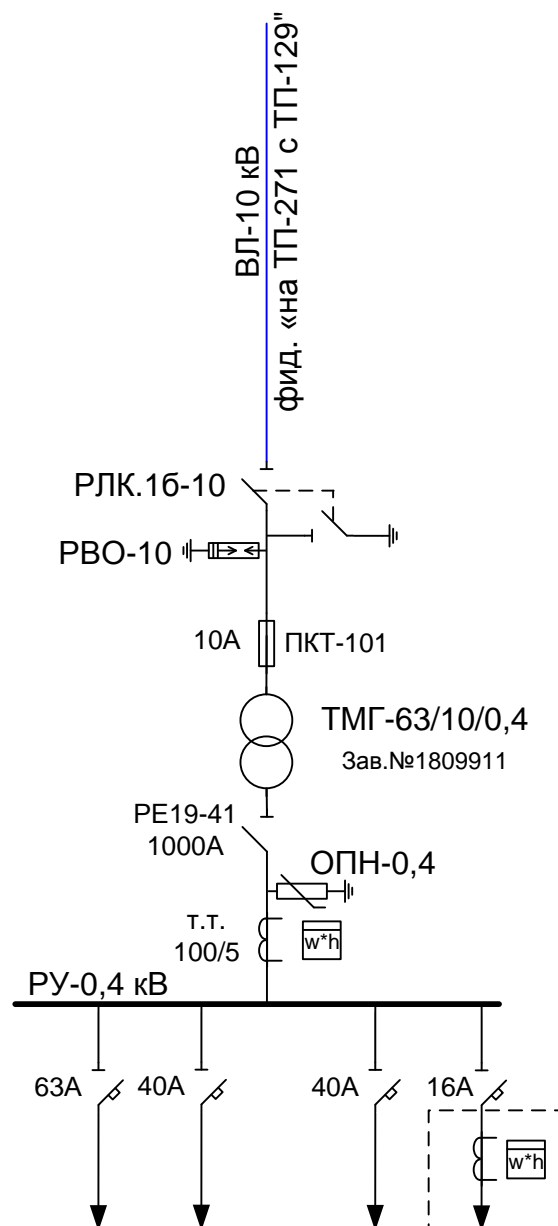 ВЛ-10 кВ
фид. «на ТП-271 с ТП-129"
РЛК.1б-10
РВО-10
10А
ПКТ-101
ТМГ-63/10/0,4
Зав.№1809911
РЕ19-41
1000А
ОПН-0,4
т.т.
100/5
w*h
РУ-0,4 кВ
63А
40А
40А
16А
w*h